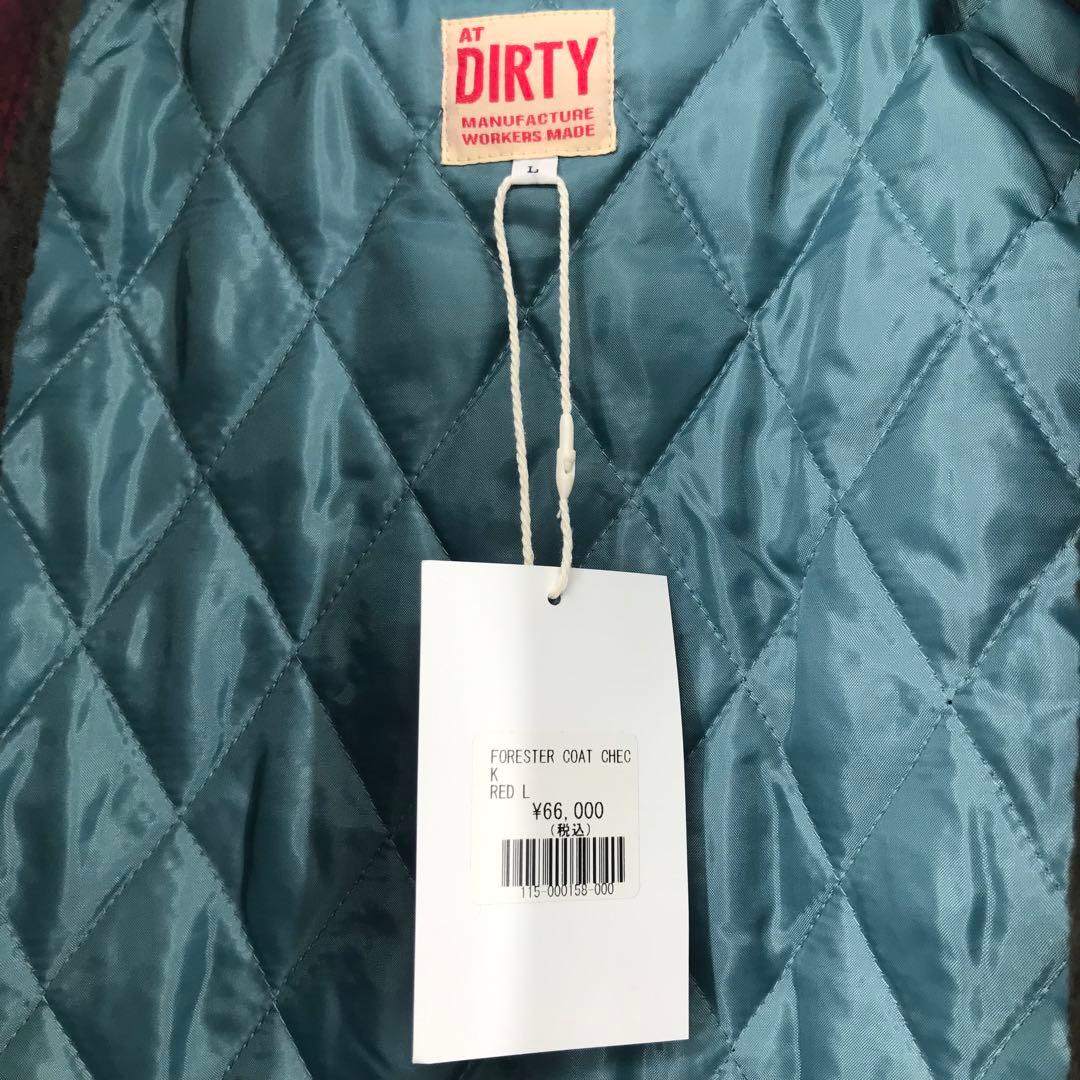 AT
DIRTY
MANUFACTURE
WORKERS MADE
L
FORESTER COAT CHEC
K
RED L
¥66,000
(税込)
115-000158-000